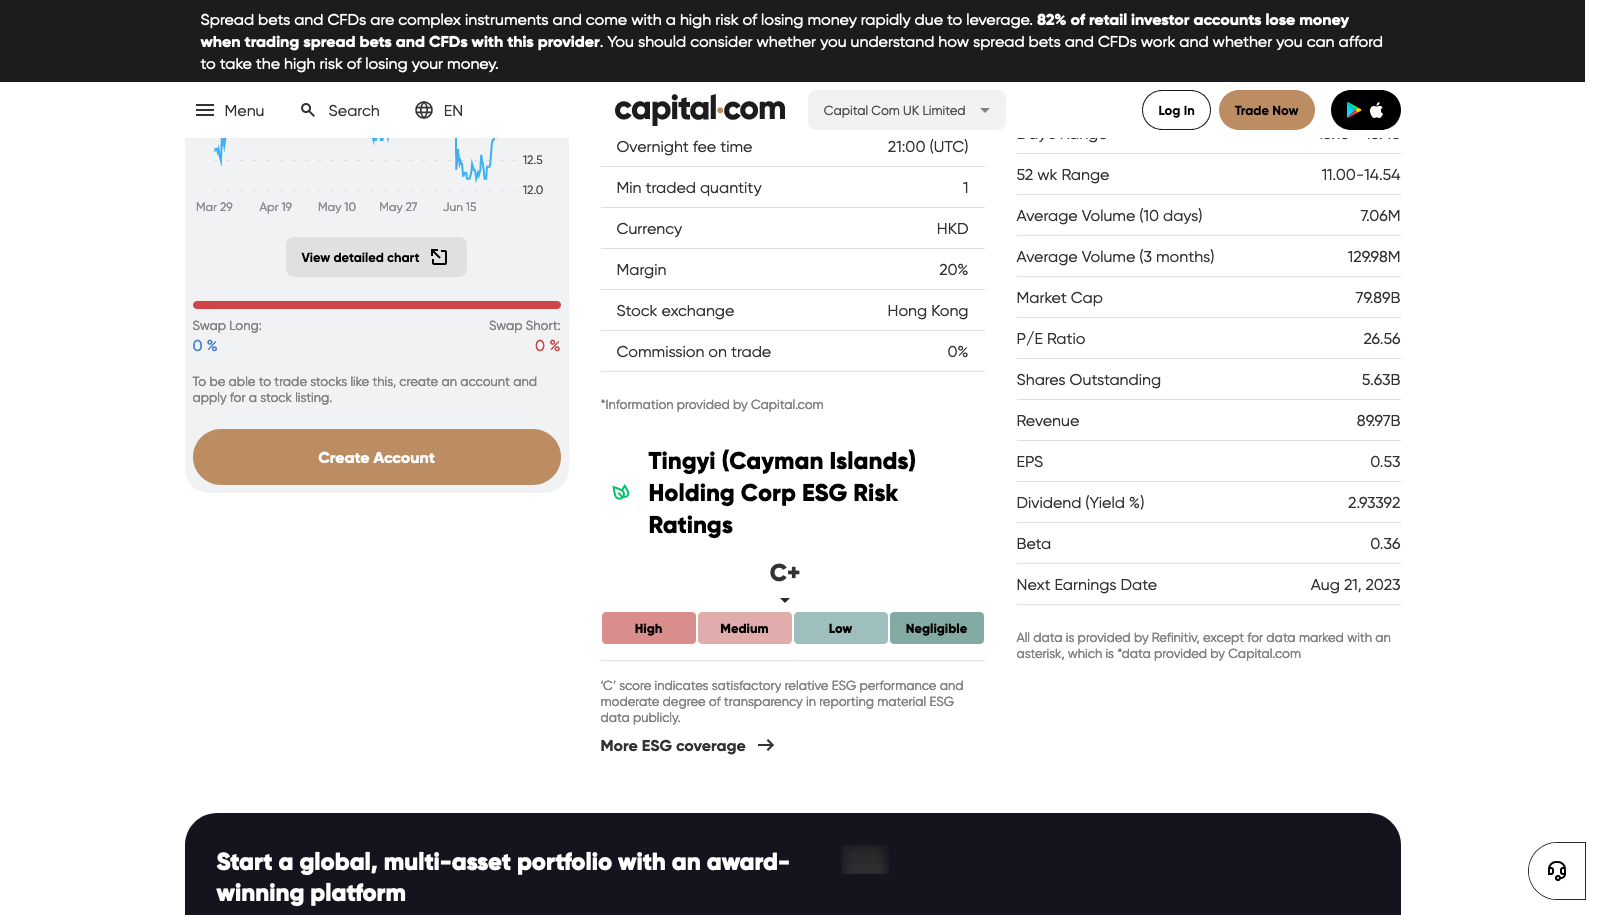 Spread bets and CFDs are complex instruments and come with a high risk of losing money rapidly due to leverage. 82% of retail investor accounts lose money
when trading spread bets and CFDs with this provider. You should consider whether you understand how spread bets and CFDs work and whether you can afford
to take the high risk of losing your money.
Menu
Search
EN
capital.com
Capital Com UK Limited
Log In
Trade Now
12.5
12.0
Mar 29
Apr 19
May 10
May 27
Jun 15
View detailed chart
Swap Long:
Swap Short:
0 %
0 %
To be able to trade stocks like this, create an account and
apply for a stock listing.
Create Account
Overnight fee time 21:00 (UTC)
Min traded quantity 1
Currency HKD
Margin 20%
Stock exchange Hong Kong
Commission on trade 0%
*Information provided by Capital.com
Tingyi (Cayman Islands)
Holding Corp ESG Risk
Ratings
C+
High
Medium
Low
Negligible
'C' score indicates satisfactory relative ESG performance and
moderate degree of transparency in reporting material ESG
data publicly.
More ESG coverage
52 wk Range 11.00-14.54
Average Volume (10 days) 7.06M
Average Volume (3 months) 129.98M
Market Cap 79.89B
P/E Ratio 26.56
Shares Outstanding 5.63B
Revenue 89.97B
EPS 0.53
Dividend (Yield %) 2.93392
Beta 0.36
Next Earnings Date Aug 21, 2023
All data is provided by Refinitiv, except for data marked with an
asterisk, which is *data provided by Capital.com
Start a global, multi-asset portfolio with an award-
winning platform